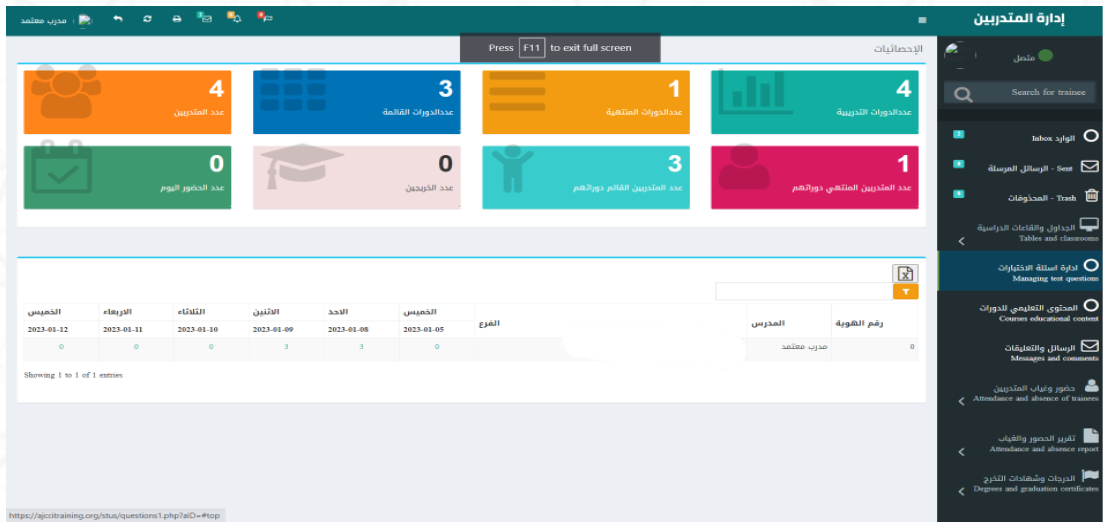 إدارة المتدربين
مدرب معتمد
Press F11 to exit full screen
متصل
Search for trainee
الوارد Inbox
2
Sent - الرسائل المرسلة
Trash - المحذوفات
الجداول والقاعات الدراسية
Tables and classrooms
ادارة اسئلة الاختبارات
Managing test questions
المحتوى التعليمي للدورات
Courses educational content
الرسائل والتعليقات
Messages and comments
حضور وغياب المتدربين
Attendance and absence of trainees
تقرير الحضور والغياب
Attendance and absence report
الدرجات وشهادات التخرج
Degrees and graduation certificates
الإحصائيات
4
عددالدورات التدريبية
1
عددالدورات المنتهية
3
عددالدورات القائمة
4
عدد المتدربين
1
عدد المتدربين المنتهي دوراتهم
3
عدد المتدربين القائم دوراتهم
0
عدد الخريجين
0
عدد الحضور اليوم
رقم الهوية المدرس الفرع الخميس الاحد الاثنين الثلاثاء الاربعاء الخميس
2023-01-05 2023-01-08 2023-01-09 2023-01-10 2023-01-11 2023-01-12
0 مدرب معتمد 0 3 3 0 0 0
Showing 1 to 1 of 1 entries
https://ajccitraining.org/stus/questions1.php?aID=#top